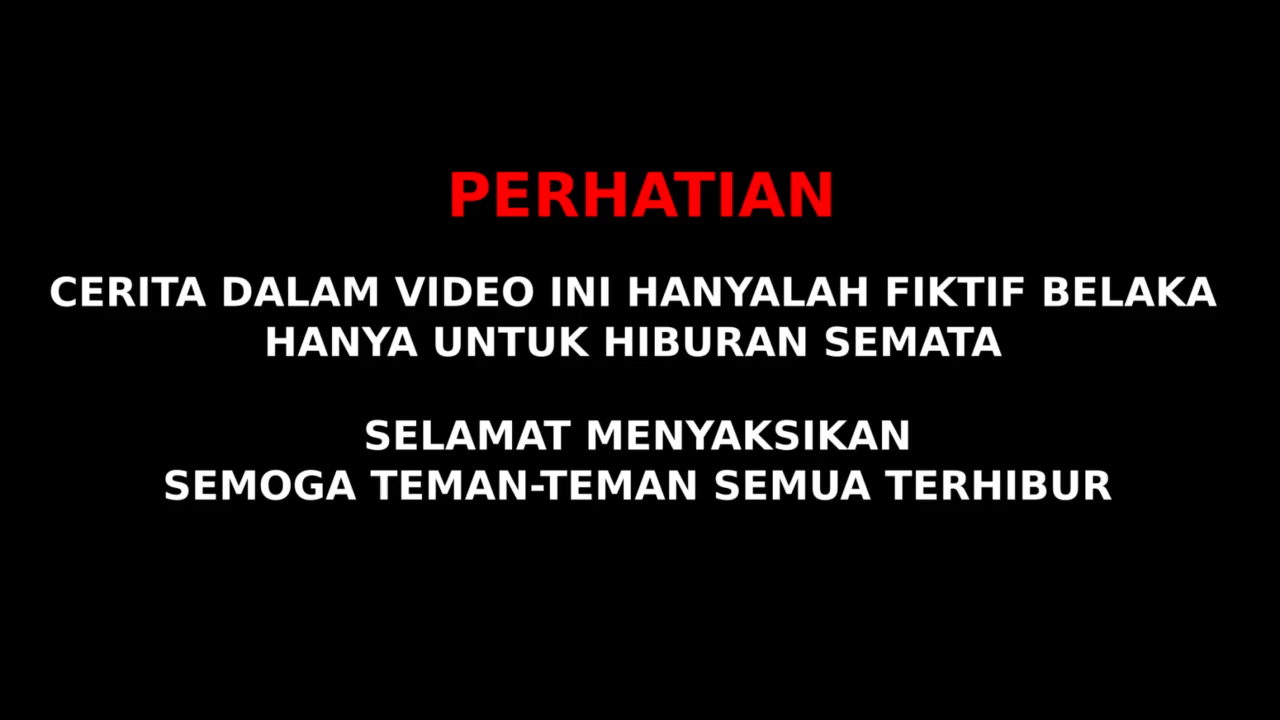 PERHATIAN
CERITA DALAM VIDEO INI HANYALAH FIKTIF BELAKA
HANYA UNTUK HIBURAN SEMATA
SELAMAT MENYAKSIKAN
SEMOGA TEMAN-TEMAN SEMUA TERHIBUR